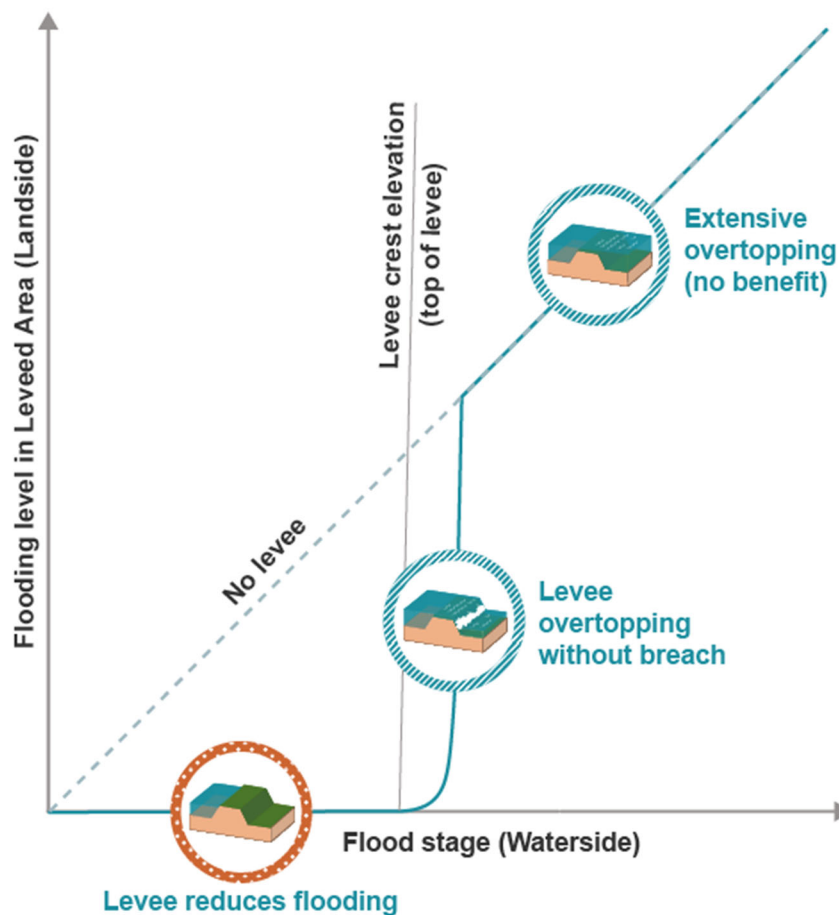 Flooding level in Leveed Area (Landside)
Levee crest elevation
(top of levee)
Extensive
overtopping
(no benefit)
No levee
Levee
overtopping
without breach
Flood stage (Waterside)
Levee reduces flooding